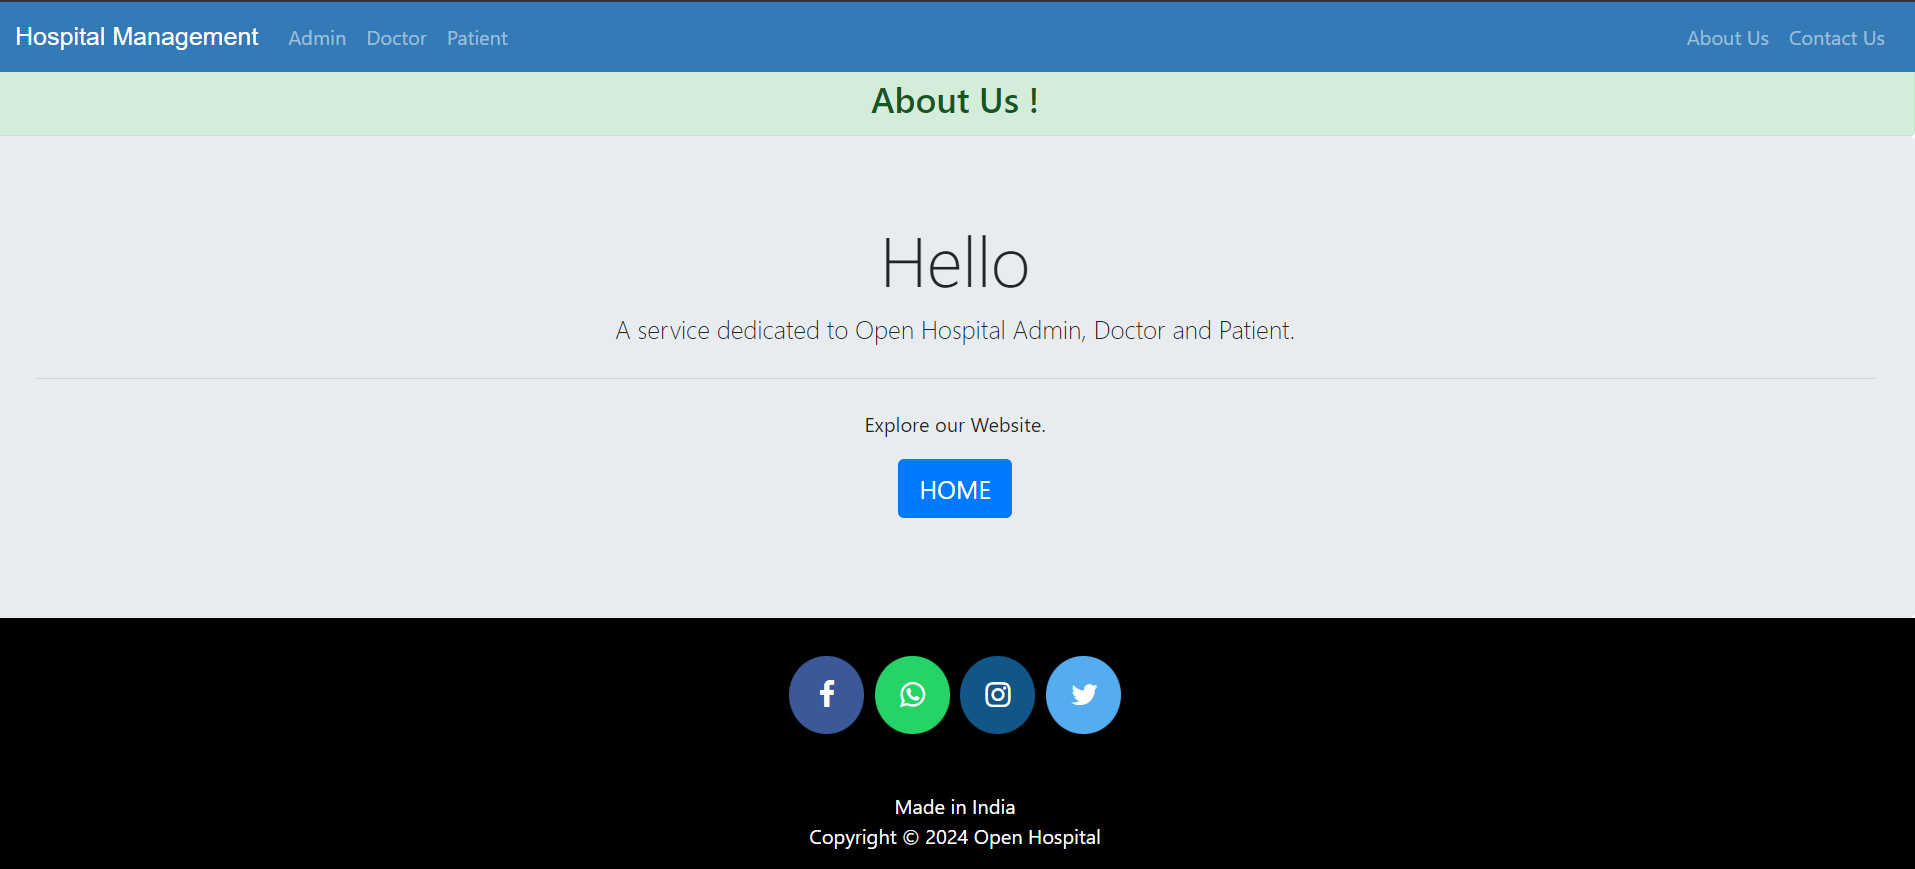 Hospital Management Admin Doctor Patient About Us Contact Us
About Us !
Hello
A service dedicated to Open Hospital Admin, Doctor and Patient.
Explore our Website.
HOME
Made in India
Copyright © 2024 Open Hospital